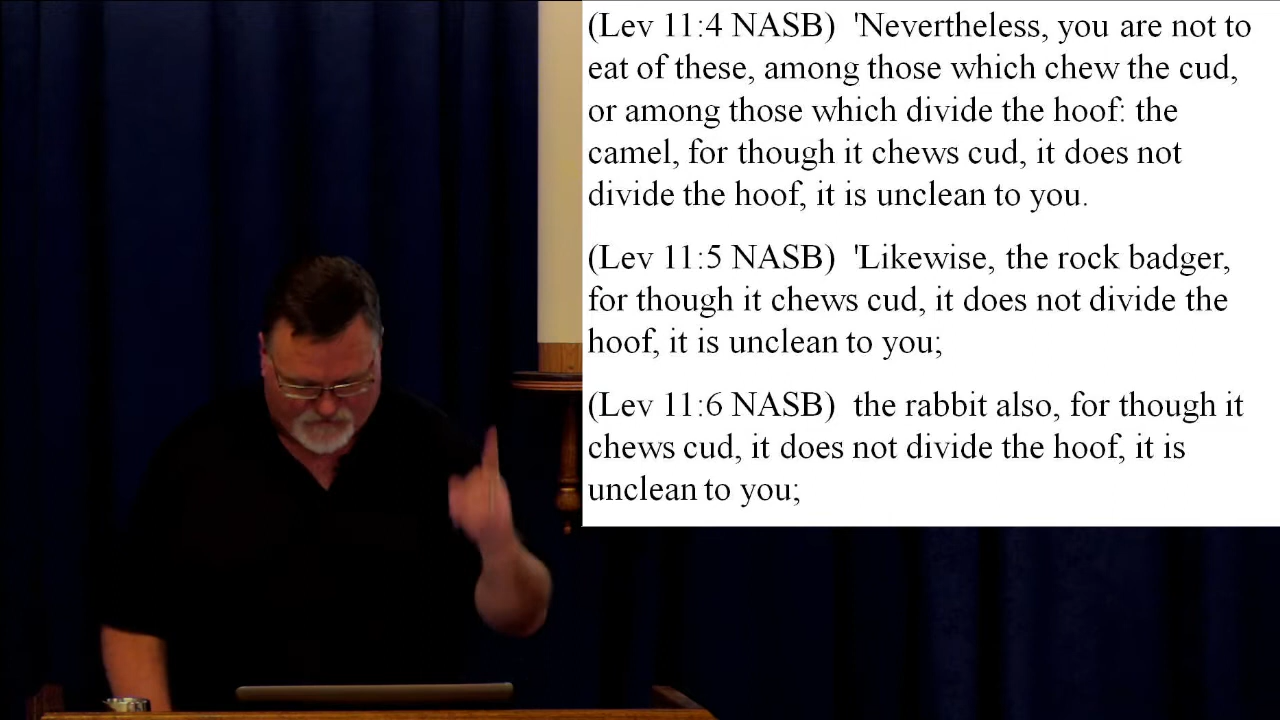 (Lev 11:4 NASB)  'Nevertheless, you are not to
eat of these, among those which chew the cud,
or among those which divide the hoof: the
camel, for though it chews cud, it does not
divide the hoof, it is unclean to you.
(Lev 11:5 NASB)  'Likewise, the rock badger,
for though it chews cud, it does not divide the
hoof, it is unclean to you;
(Lev 11:6 NASB)  the rabbit also, for though it
chews cud, it does not divide the hoof, it is
unclean to you;